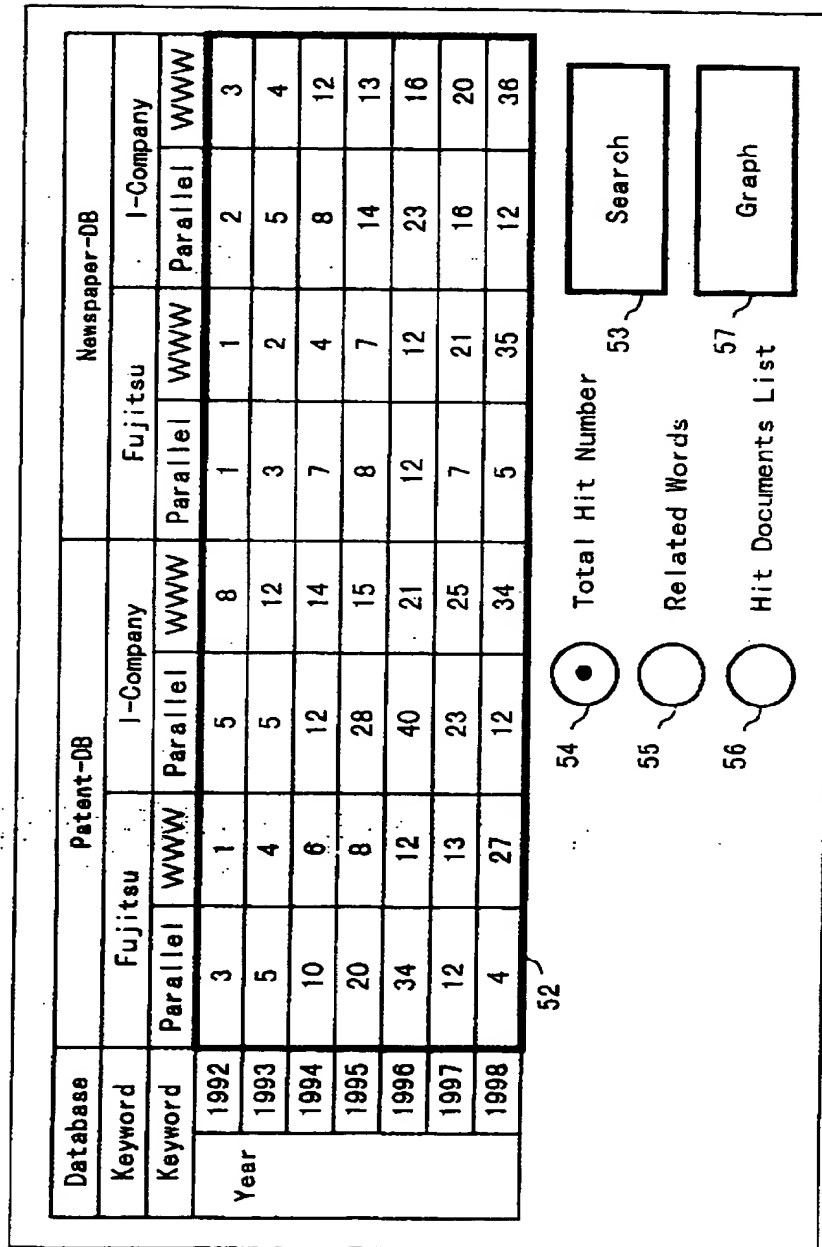 Database Patent-DB Newspaper-DB
Keyword Fujitsu I-Company Fujitsu I-Company
Keyword Parallel WWW Parallel WWW Parallel WWW Parallel WWW
Year 1992 3 1 5 8 1 1 2 3
1993 5 4 5 12 3 2 5 4
1994 10 6 12 14 7 4 8 12
1995 20 8 28 15 8 7 14 13
1996 34 12 40 21 12 12 23 16
1997 12 13 23 25 7 21 16 20
1998 4 27 12 34 5 35 12 36
52
54 Total Hit Number
53 Search
55 Related Words
56 Hit Documents List
57 Graph